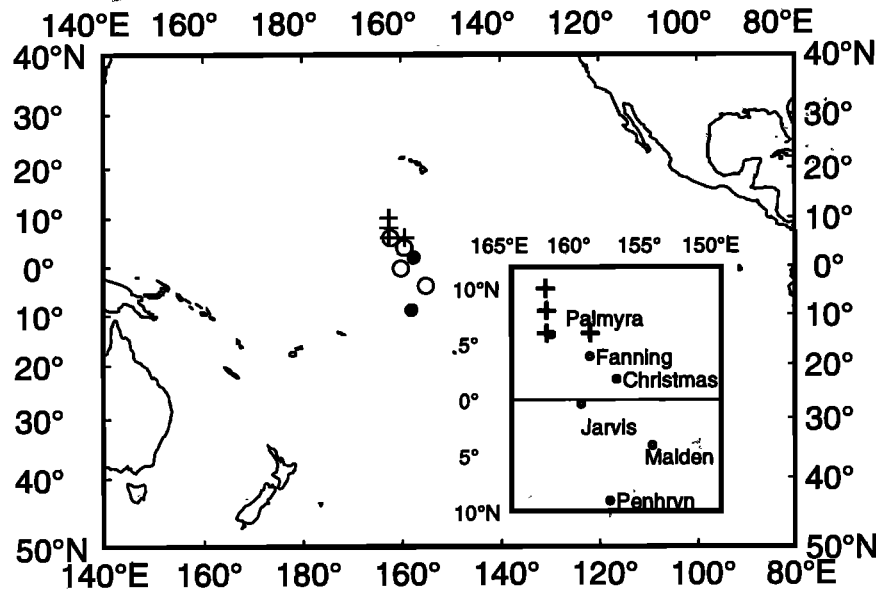 140°E 160° 180° 160° 140° 120° 100° 80°E
40°N 40°N
30° 30°
20° 20°
10° 10°
0° 0°
10° 10°
20° 20°
30° 30°
40° 40°
50°N 50°N
140°E 160° 180° 160° 140° 120° 100° 80°E
165°E 160° 155° 150°E
10°N
Palmyra
5°
Fanning
Christmas
0°
Jarvis
5°
Malden
Penhryn
10°N